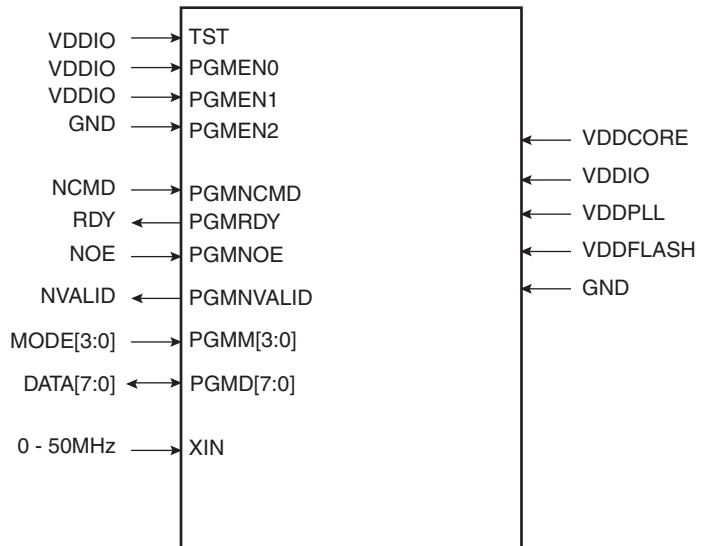 VDDIO TST
VDDIO PGMEN0
VDDIO PGMEN1
GND PGMEN2
VDDCORE
VDDIO
NCMD PGMNCMD
RDY PGMRDY
VDDPLL
NOE PGMNOE
VDDFLASH
NVALID PGMNVALID
GND
MODE[3:0] PGMM[3:0]
DATA[7:0] PGMD[7:0]
0 - 50MHz XIN